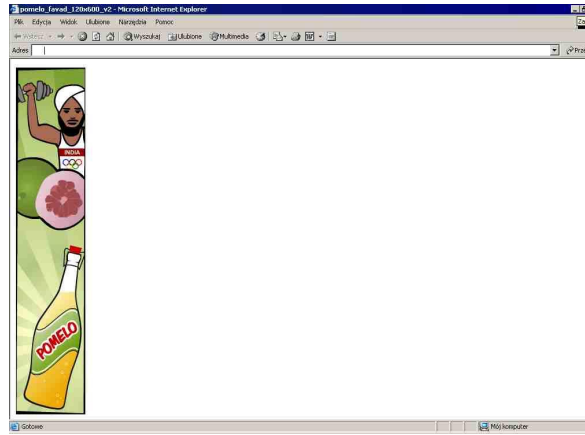 pomelo_favad_120x600_v2 - Microsoft Internet Explorer
Plik Edycja Widok Ulubione Narzędzia Pomoc
Wstecz Wyszukaj Ulubione Multimedia
Adres
INDIA
POMELO
Gotowe Mój komputer